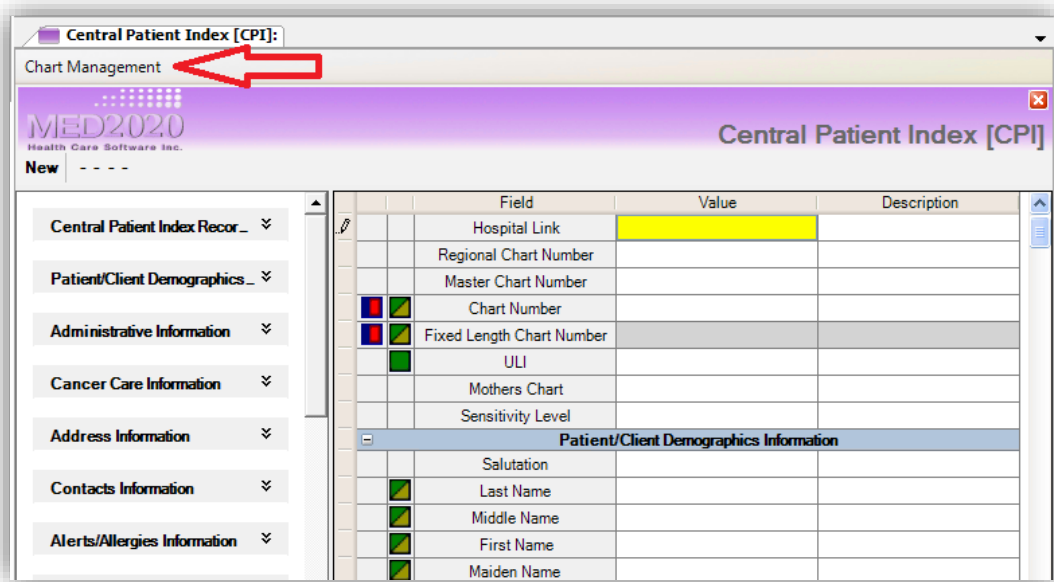 Central Patient Index [CPI]:
Chart Management
MED2020
Health Care Software Inc.
Central Patient Index [CPI]
New - - - -
Central Patient Index Recor...
Patient/Client Demographics...
Administrative Information
Cancer Care Information
Address Information
Contacts Information
Alerts/Allergies Information
Field Value Description
Hospital Link
Regional Chart Number
Master Chart Number
Chart Number
Fixed Length Chart Number
ULI
Mothers Chart
Sensitivity Level
Patient/Client Demographics Information
Salutation
Last Name
Middle Name
First Name
Maiden Name